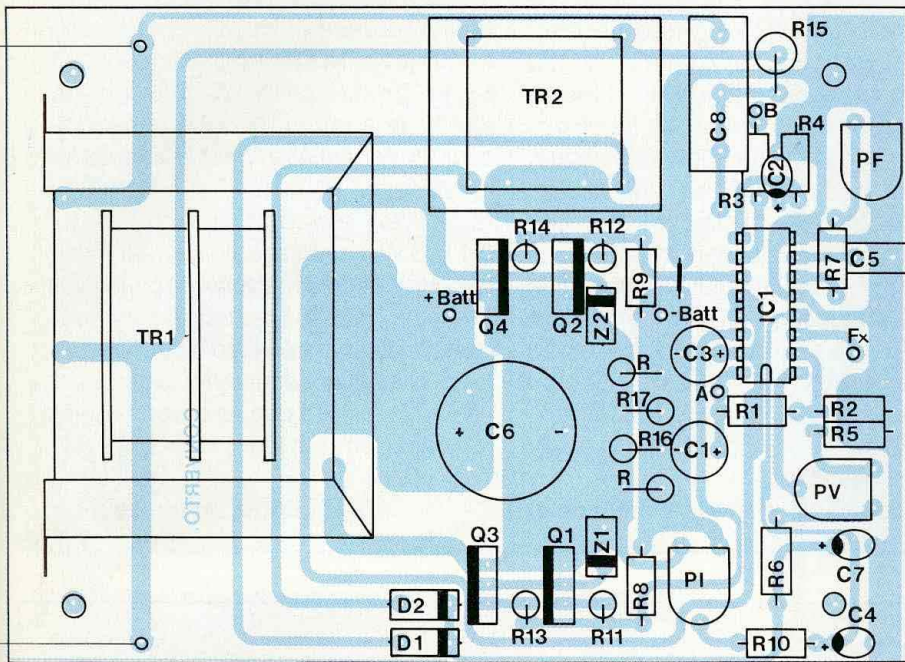 R15
TR2
C8
B
R4
PF
C2
R3
+
R14
R12
R9
IC1
R7
C5
+Batt
Q4
Q2
Z2
-Batt
Fx
TR1
-C3+
R
A
R17
R1
R2
+ C6 -
R16
-C1+
R5
CONVERTO
R
PV
Q3
Q1
Z1
PI
R6
+
C7
D2
R8
C4
D1
R13
R11
R10
+